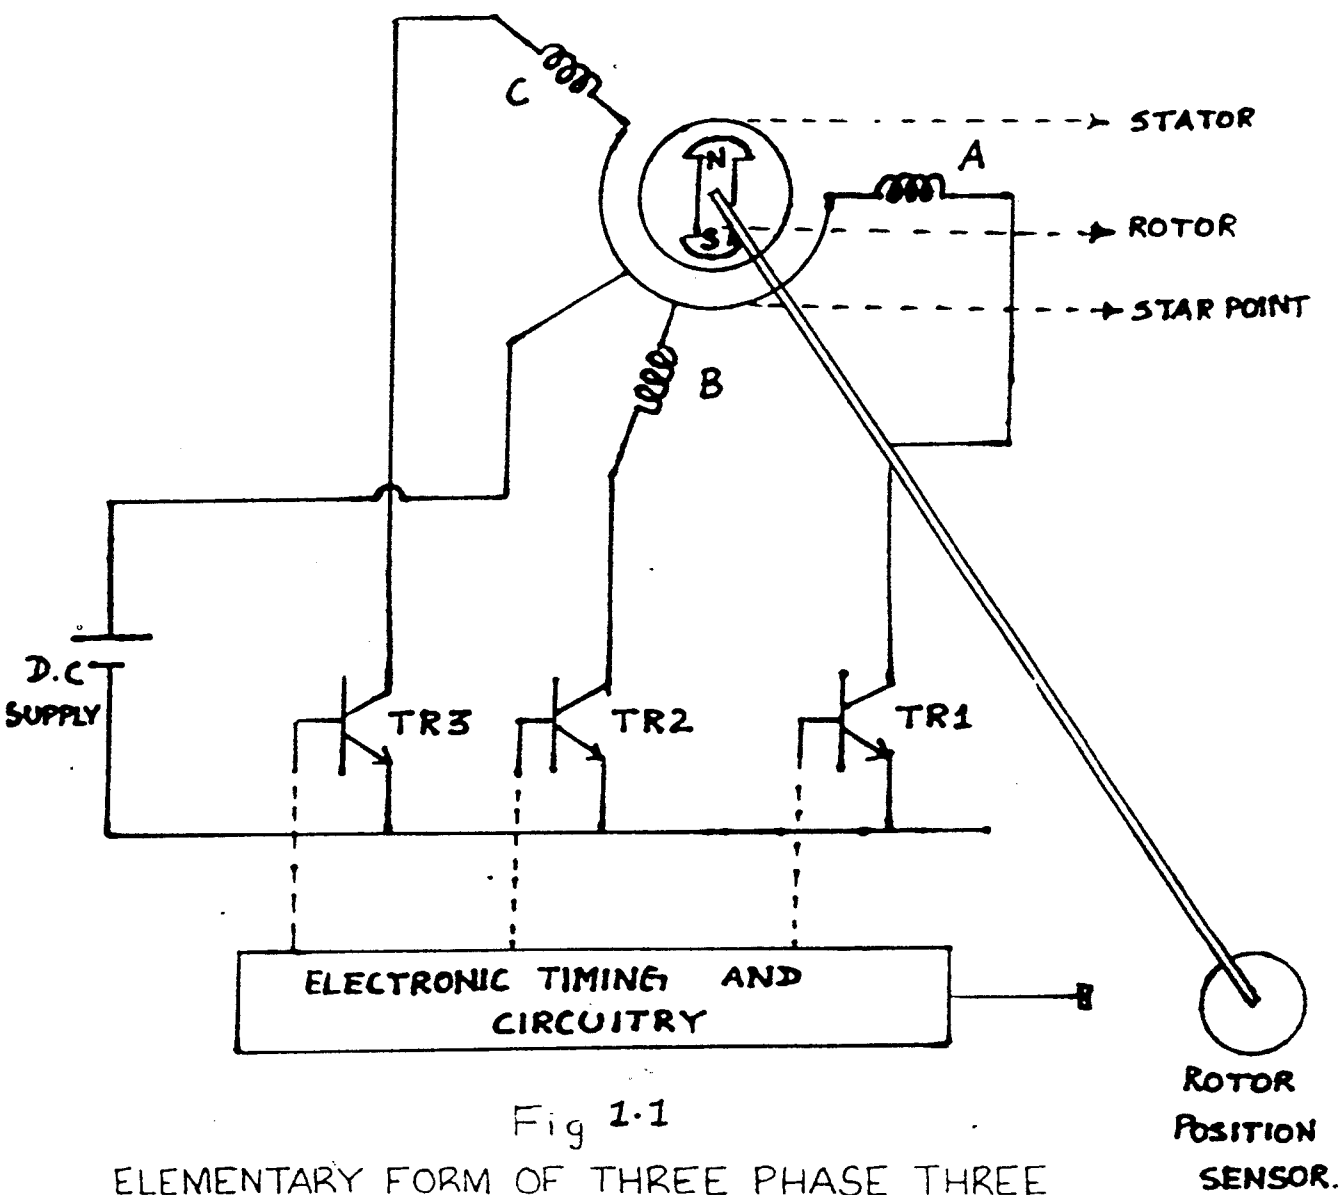 C
STATOR
A
N
S
ROTOR
STAR POINT
B
D.C
SUPPLY
TR3
TR2
TR1
ELECTRONIC TIMING AND
CIRCUITRY
ROTOR
POSITION
SENSOR.
Fig 1.1
ELEMENTARY FORM OF THREE PHASE THREE